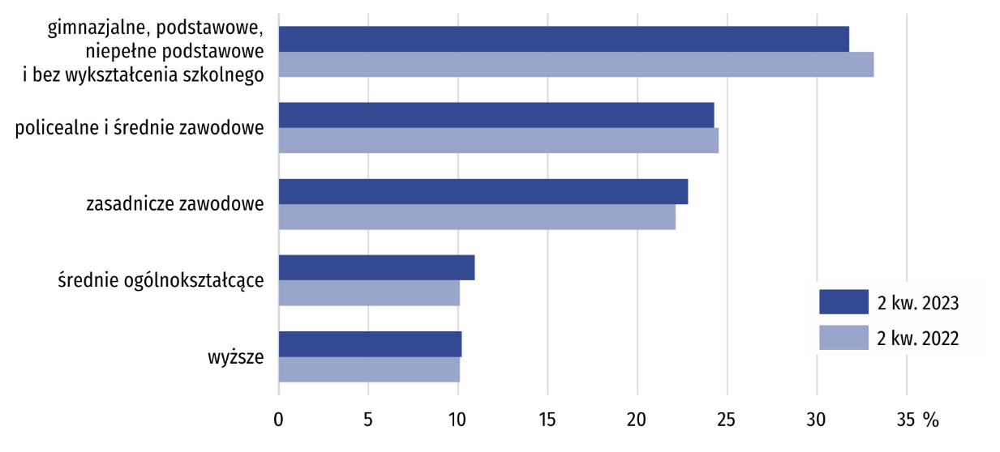 gimnazjalne, podstawowe,
niepełne podstawowe
i bez wykształcenia szkolnego
policealne i średnie zawodowe
zasadnicze zawodowe
średnie ogólnokształcące
wyższe
2 kw. 2023
2 kw. 2022
0 5 10 15 20 25 30 35 %